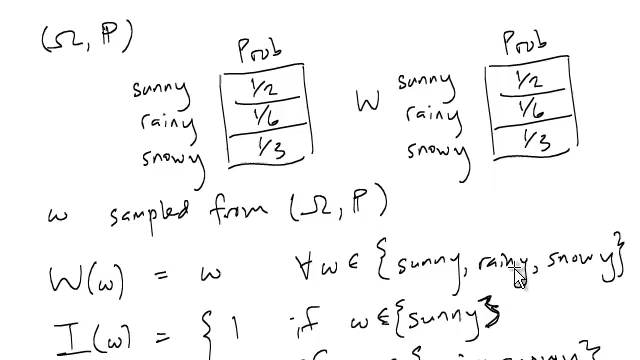 (Ω, ℙ)
Prob Prob
sunny 1/2 W sunny 1/2
rainy 1/6 rainy 1/6
snowy 1/3 snowy 1/3
ω sampled from (Ω, ℙ)
W(ω) = ω ∀ω ∈ {sunny, rainy, snowy}
I(ω) = { 1 if ω ∈ {sunny}